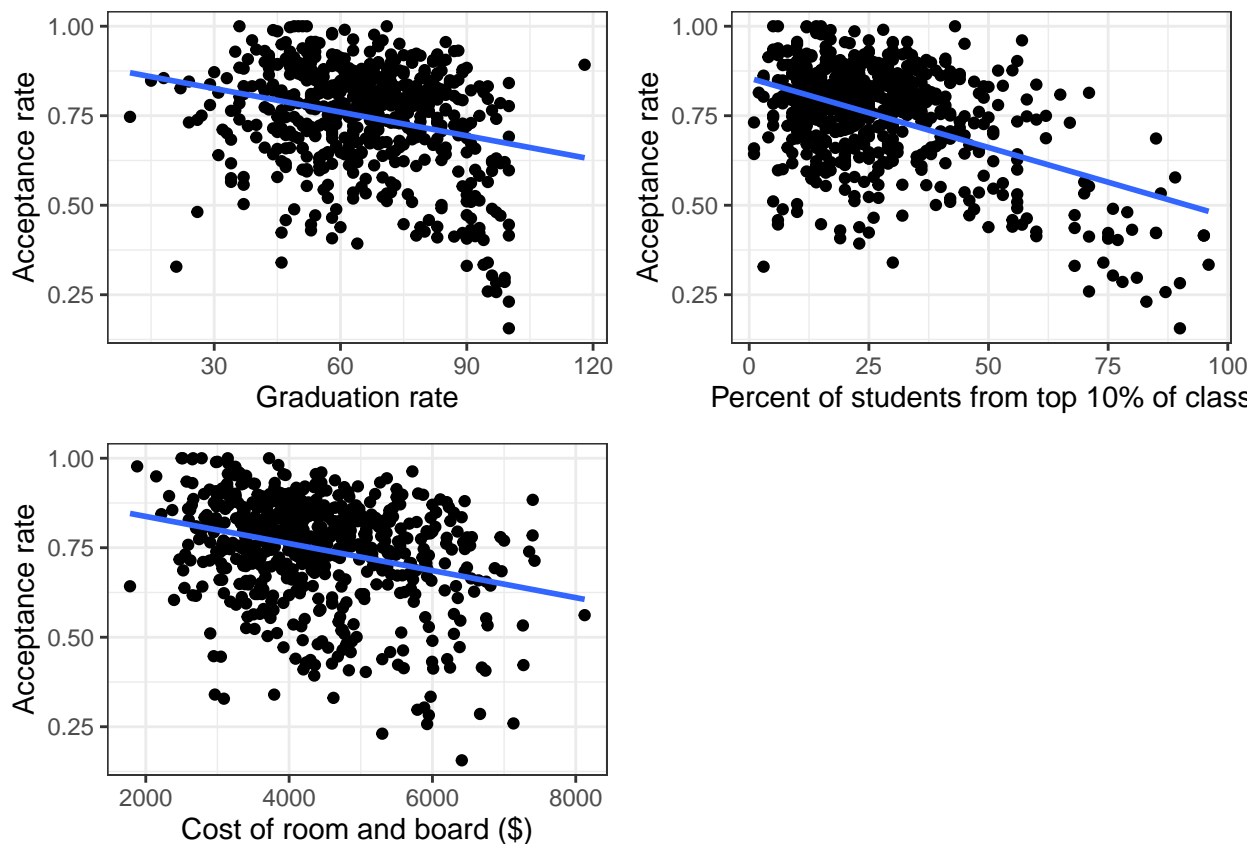 1.00
0.75
0.50
0.25
Acceptance rate
30 60 90 120
Graduation rate
1.00
0.75
0.50
0.25
Acceptance rate
0 25 50 75 100
Percent of students from top 10% of class
1.00
0.75
0.50
0.25
Acceptance rate
2000 4000 6000 8000
Cost of room and board ($)